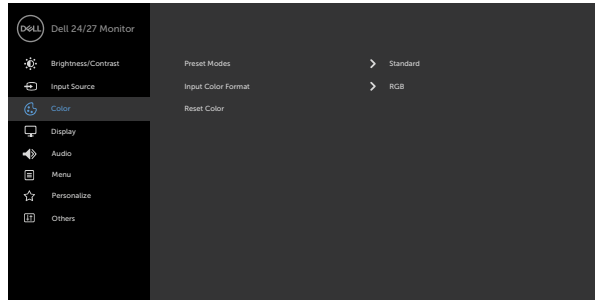 DELL Dell 24/27 Monitor
Brightness/Contrast Preset Modes Standard
Input Source Input Color Format RGB
Color Reset Color
Display
Audio
Menu
Personalize
Others